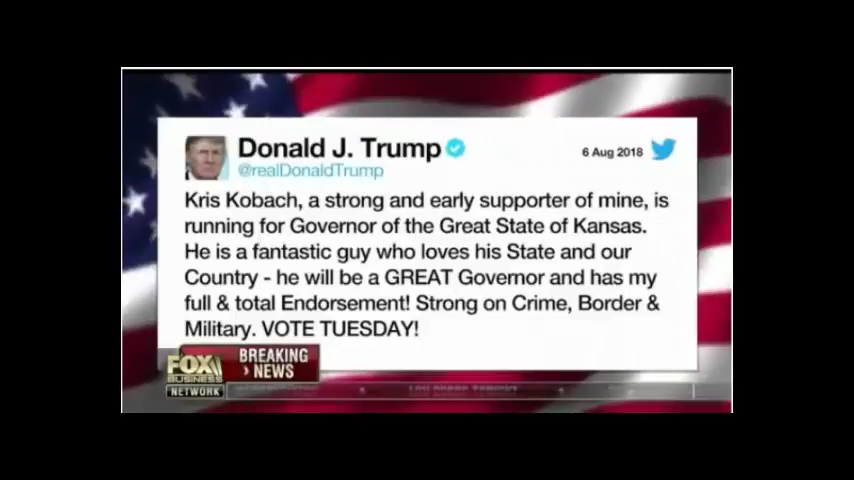 Donald J. Trump
@realDonaldTrump
6 Aug 2018
Kris Kobach, a strong and early supporter of mine, is
running for Governor of the Great State of Kansas.
He is a fantastic guy who loves his State and our
Country - he will be a GREAT Governor and has my
full & total Endorsement! Strong on Crime, Border &
Military. VOTE TUESDAY!
FOX
BUSINESS
NETWORK
BREAKING
› NEWS
LOU DOBBS TONIGHT